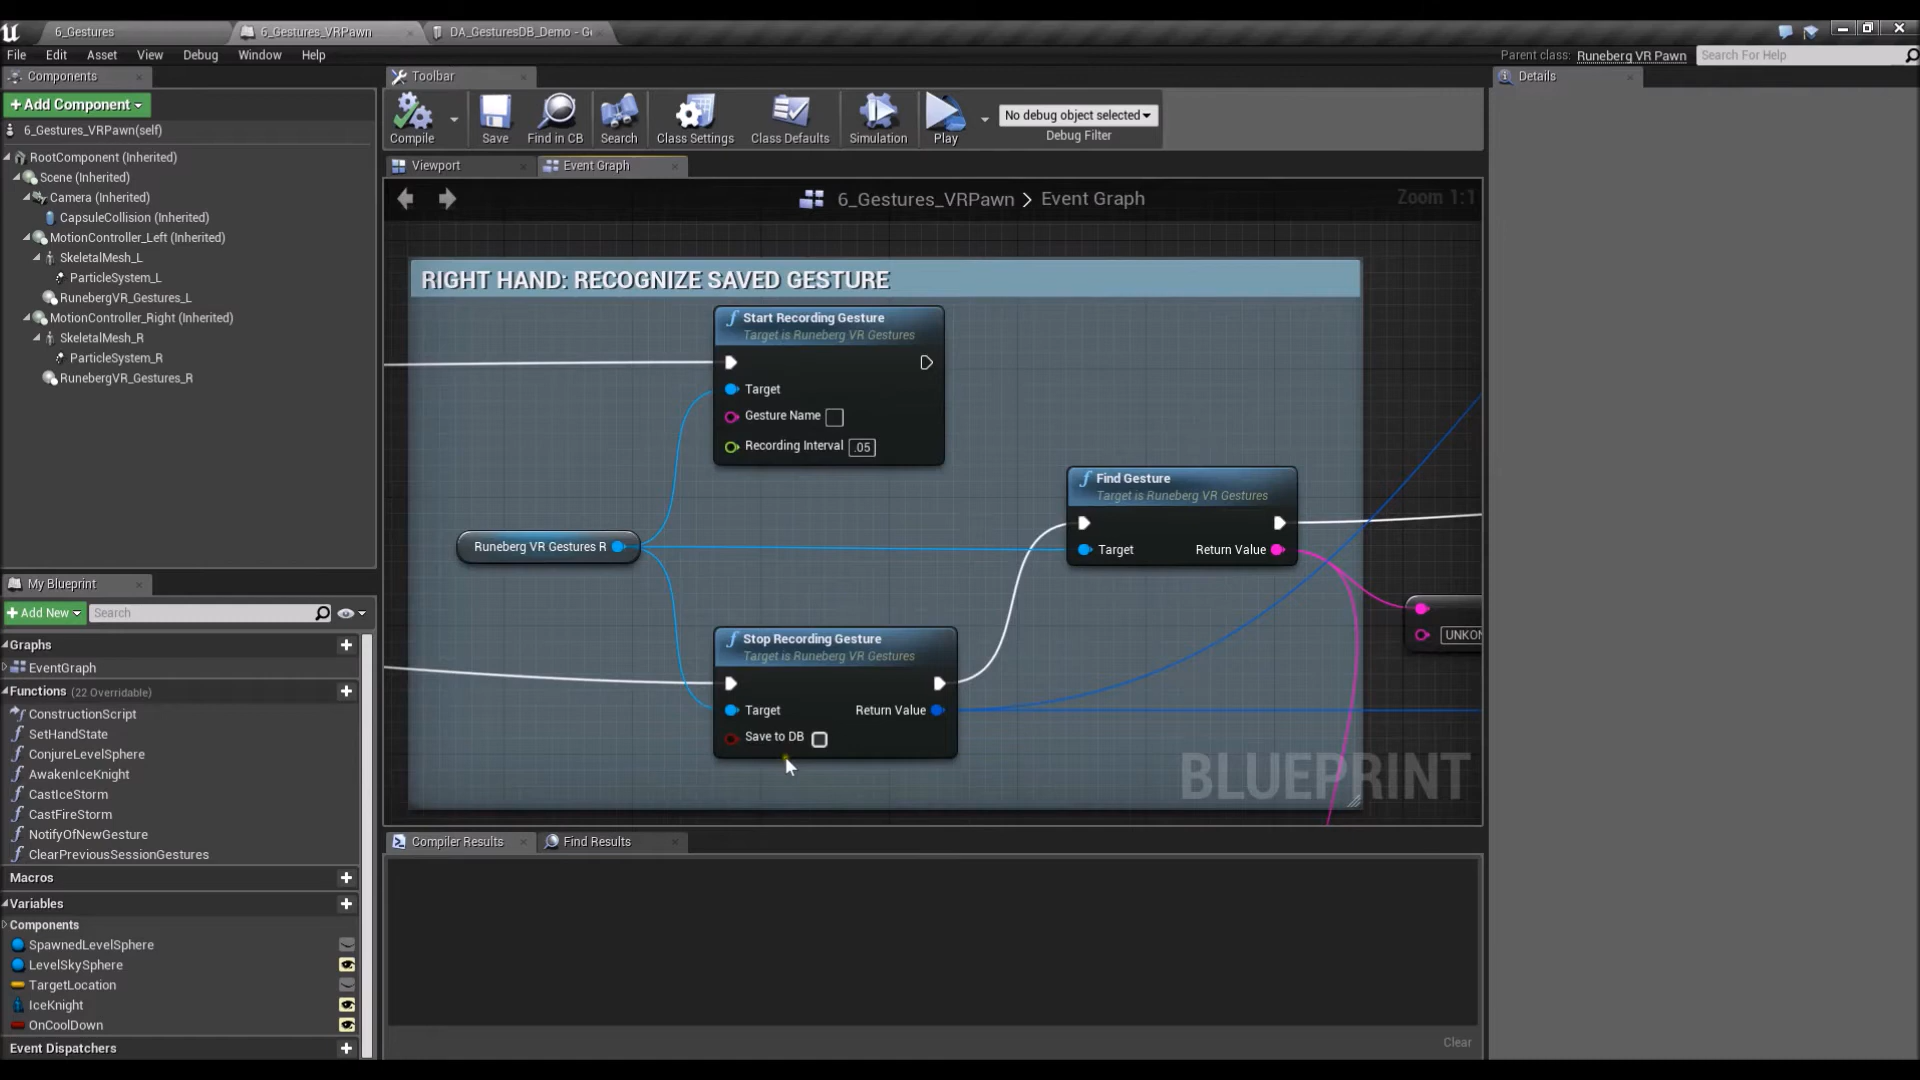 6_Gestures
6_Gestures_VRPawn
DA_GesturesDB_Demo - Ge
File Edit Asset View Debug Window Help
Parent class: Runeberg VR Pawn
Search For Help
Components
+Add Component
6_Gestures_VRPawn(self)
RootComponent (Inherited)
Scene (Inherited)
Camera (Inherited)
CapsuleCollision (Inherited)
MotionController_Left (Inherited)
SkeletalMesh_L
ParticleSystem_L
RunebergVR_Gestures_L
MotionController_Right (Inherited)
SkeletalMesh_R
ParticleSystem_R
RunebergVR_Gestures_R
My Blueprint
+Add New
Search
Graphs
EventGraph
Functions (22 Overridable)
ConstructionScript
SetHandState
ConjureLevelSphere
AwakenIceKnight
CastIceStorm
CastFireStorm
NotifyOfNewGesture
ClearPreviousSessionGestures
Macros
Variables
Components
SpawnedLevelSphere
LevelSkySphere
TargetLocation
IceKnight
OnCoolDown
Event Dispatchers
Toolbar
Compile
Save
Find in CB
Search
Class Settings
Class Defaults
Simulation
Play
No debug object selected
Debug Filter
Viewport
Event Graph
6_Gestures_VRPawn > Event Graph
Zoom 1:1
RIGHT HAND: RECOGNIZE SAVED GESTURE
Start Recording Gesture
Target is Runeberg VR Gestures
Target
Gesture Name
Recording Interval .05
Runeberg VR Gestures R
Find Gesture
Target is Runeberg VR Gestures
Target
Return Value
UNKON
Stop Recording Gesture
Target is Runeberg VR Gestures
Target
Return Value
Save to DB
BLUEPRINT
Compiler Results
Find Results
Clear
Details